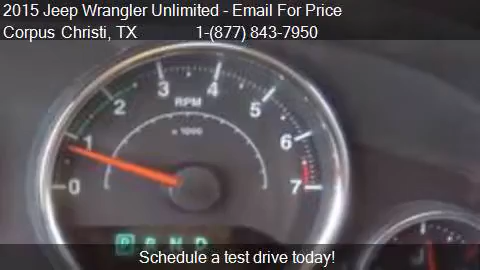 2015 Jeep Wrangler Unlimited - Email For Price
Corpus Christi, TX 1-(877) 843-7950
0 1 2 3 4 5 6 7
RPM
x 1000
P R N D
Schedule a test drive today!